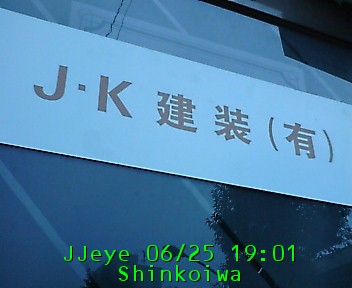 J·K 建装(有)
JJeye 06/25 19:01
Shinkoiwa